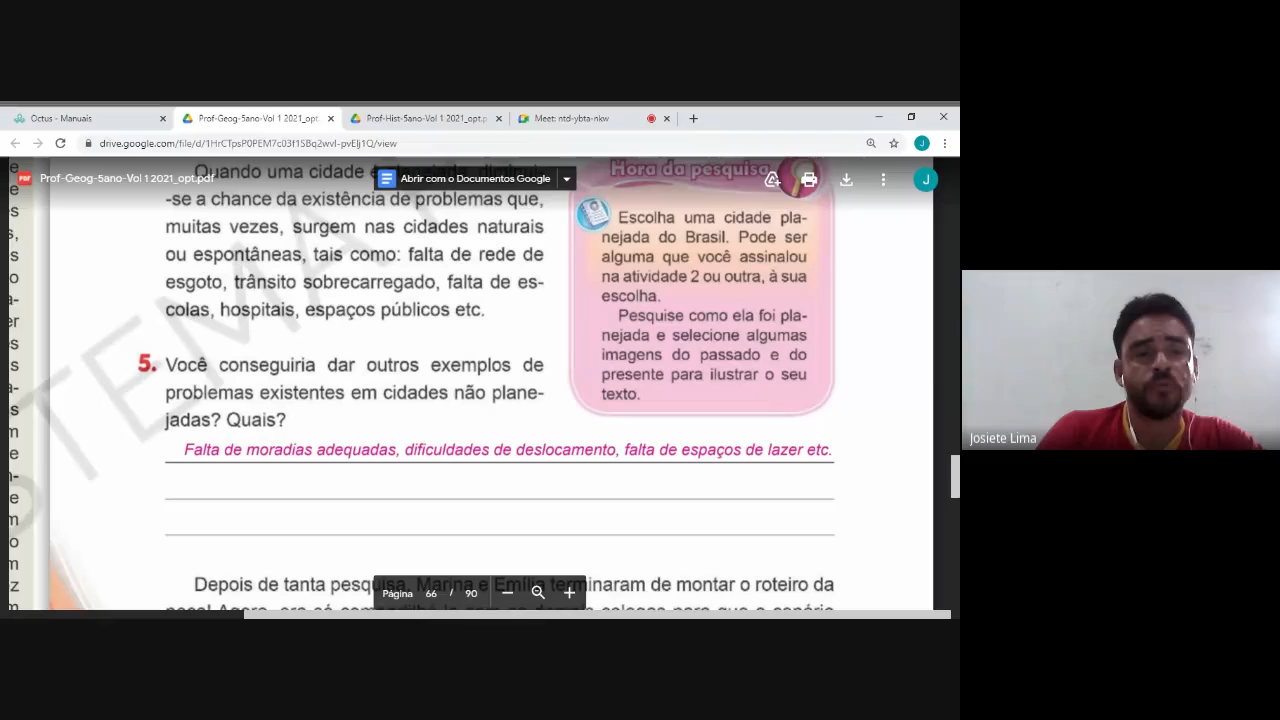 Octus - Manuais
Prof-Geog-5ano-Vol 1 2021_opt.
Prof-Hist-5ano-Vol 1 2021_opt.p
Meet: ntd-ybta-nkw
drive.google.com/file/d/1HrCTpsP0PEM7c03f1SBq2wvI-pvElj1Q/view
Prof-Geog-5ano-Vol 1 2021_opt.pdf
Abrir com o Documentos Google
J
Quando uma cidade é
-se a chance da existência de problemas que,
muitas vezes, surgem nas cidades naturais
ou espontâneas, tais como: falta de rede de
esgoto, trânsito sobrecarregado, falta de es-
colas, hospitais, espaços públicos etc.
Hora da pesquisa
Escolha uma cidade pla-
nejada do Brasil. Pode ser
alguma que você assinalou
na atividade 2 ou outra, à sua
escolha.
Pesquise como ela foi pla-
nejada e selecione algumas
imagens do passado e do
presente para ilustrar o seu
texto.
5. Você conseguiria dar outros exemplos de
problemas existentes em cidades não plane-
jadas? Quais?
Falta de moradias adequadas, dificuldades de deslocamento, falta de espaços de lazer etc.
Depois de tanta pesquisa, Marina e Emília terminaram de montar o roteiro da
Página 66 / 90
SISTEMA
Josiete Lima